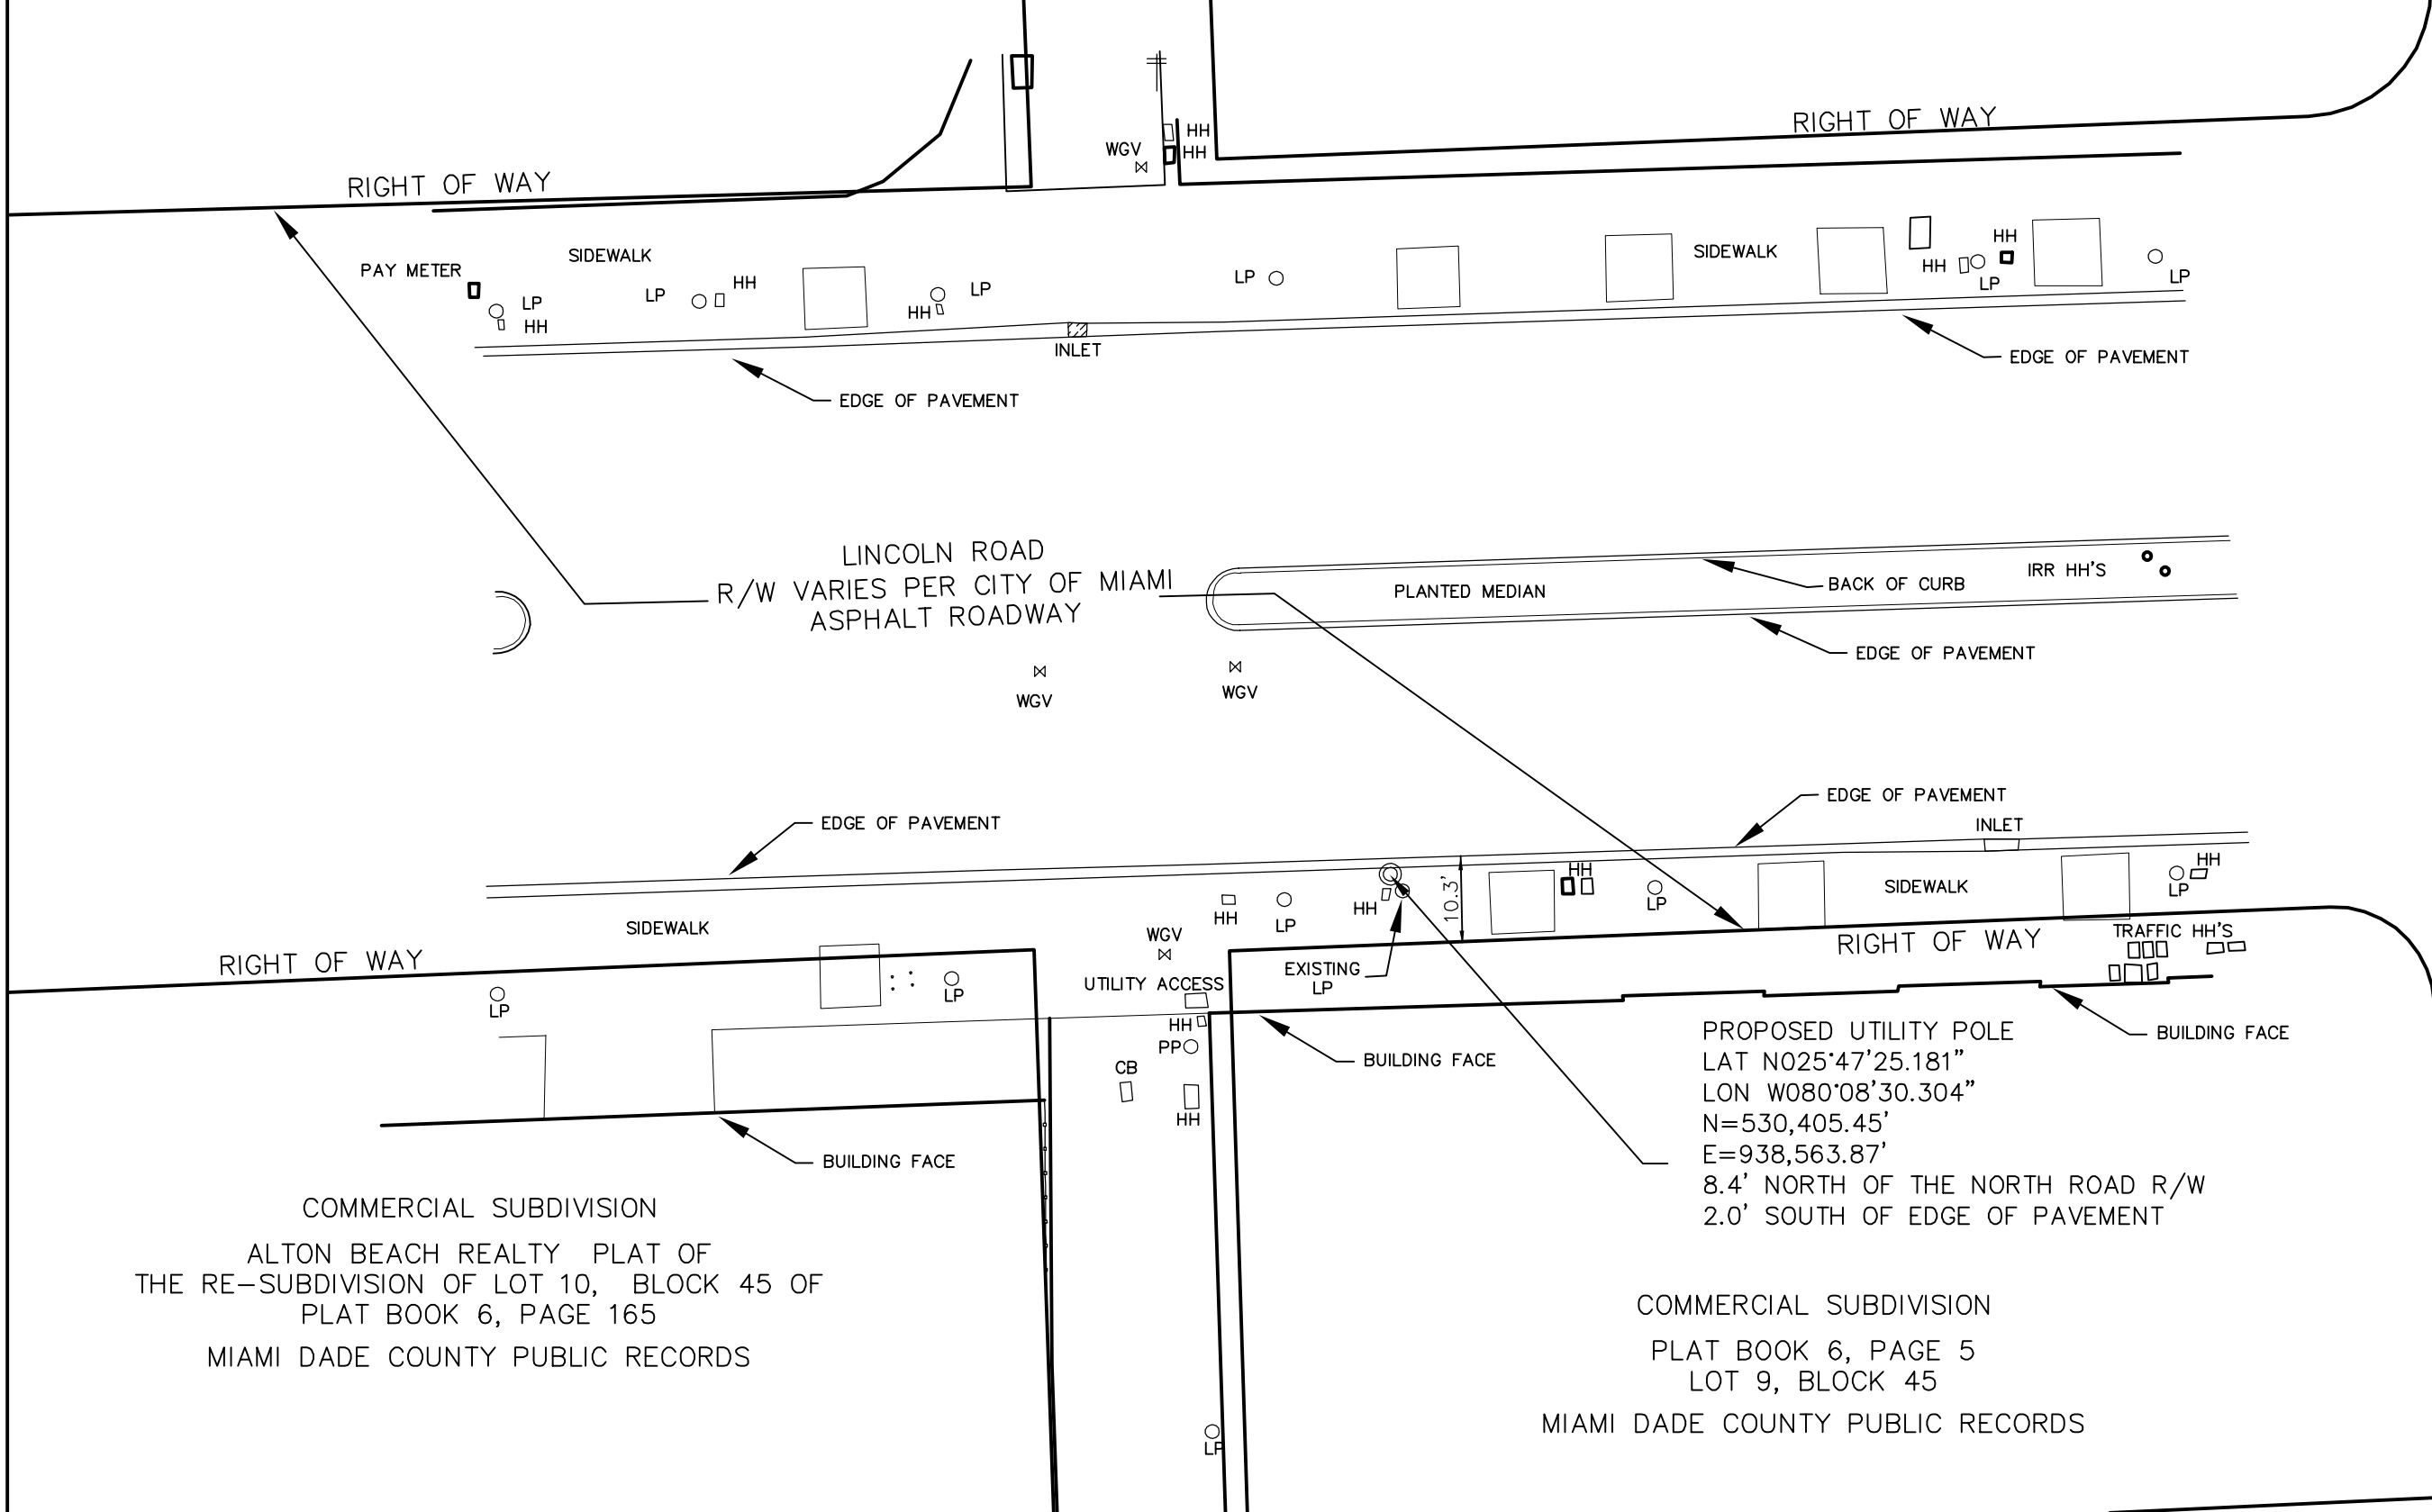 RIGHT OF WAY
HH
WGV
HH
RIGHT OF WAY
PAY METER
SIDEWALK
LP
HH
LP
HH
LP
HH
LP
SIDEWALK
HH
HH
LP
LP
INLET
EDGE OF PAVEMENT
EDGE OF PAVEMENT
LINCOLN ROAD
R/W VARIES PER CITY OF MIAMI
ASPHALT ROADWAY
PLANTED MEDIAN
BACK OF CURB
IRR HH'S
EDGE OF PAVEMENT
WGV
WGV
EDGE OF PAVEMENT
EDGE OF PAVEMENT
INLET
HH
HH
LP
SIDEWALK
LP
10.3'
HH
HH
LP
SIDEWALK
WGV
RIGHT OF WAY
TRAFFIC HH'S
RIGHT OF WAY
EXISTING
LP
UTILITY ACCESS
LP
LP
HH
PP
CB
HH
BUILDING FACE
BUILDING FACE
BUILDING FACE
PROPOSED UTILITY POLE
LAT N025°47'25.181"
LON W080°08'30.304"
N=530,405.45'
E=938,563.87'
8.4' NORTH OF THE NORTH ROAD R/W
2.0' SOUTH OF EDGE OF PAVEMENT
COMMERCIAL SUBDIVISION
ALTON BEACH REALTY PLAT OF
THE RE-SUBDIVISION OF LOT 10, BLOCK 45 OF
PLAT BOOK 6, PAGE 165
MIAMI DADE COUNTY PUBLIC RECORDS
COMMERCIAL SUBDIVISION
PLAT BOOK 6, PAGE 5
LOT 9, BLOCK 45
MIAMI DADE COUNTY PUBLIC RECORDS
LP